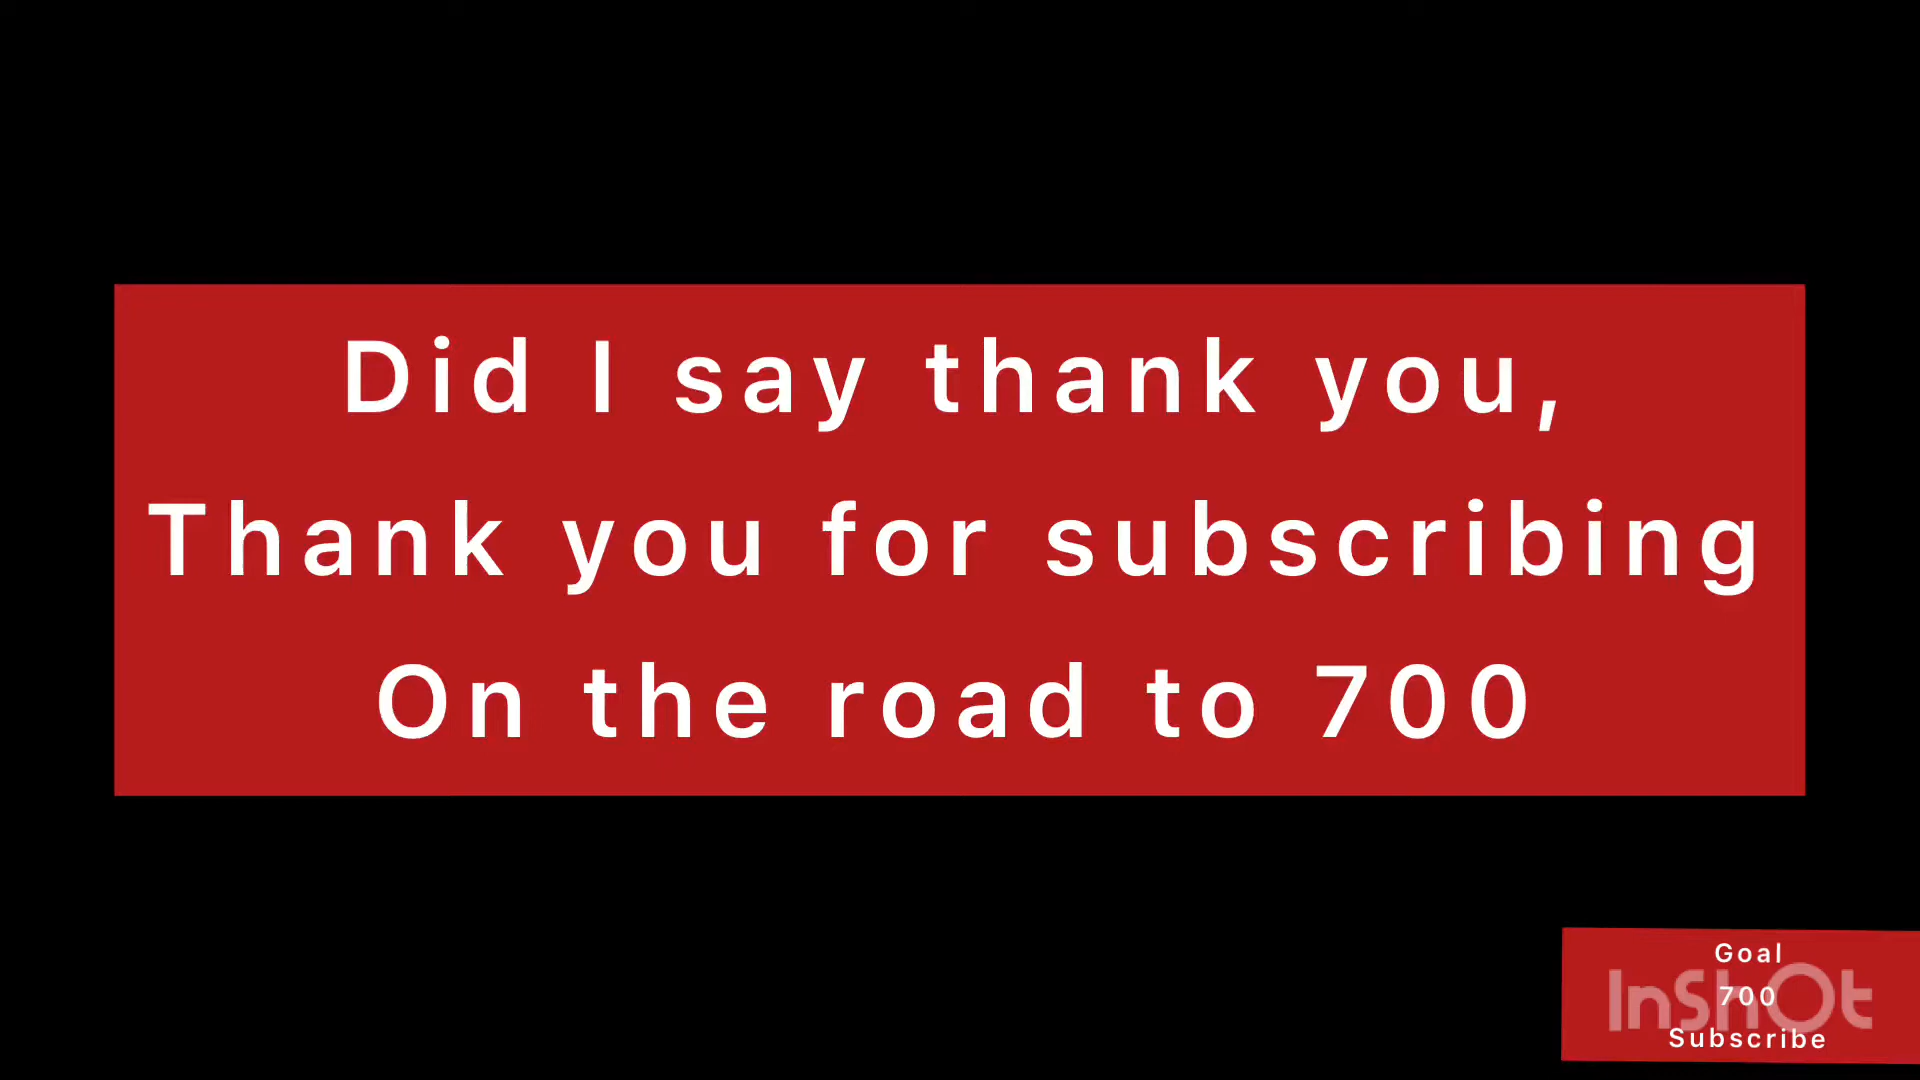 Did I say thank you,
Thank you for subscribing
On the road to 700
Goal
InShOt
700
Subscribe